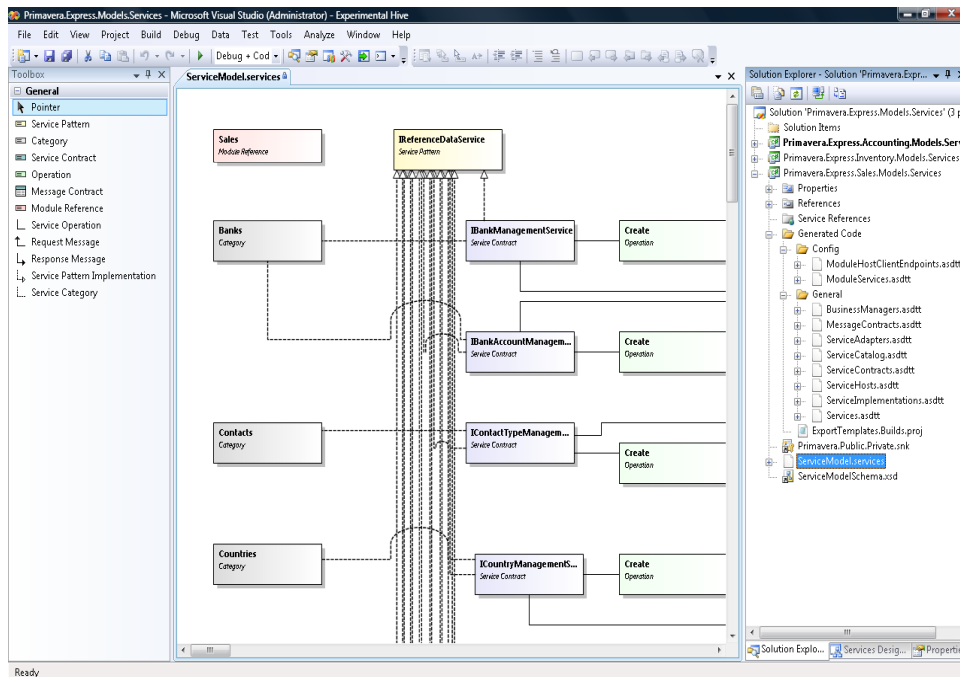 Primavera.Express.Models.Services - Microsoft Visual Studio (Administrator) - Experimental Hive
File Edit View Project Build Debug Data Test Tools Analyze Window Help
Debug + Cod
Toolbox
General
Pointer
Service Pattern
Category
Service Contract
Operation
Message Contract
Module Reference
Service Operation
Request Message
Response Message
Service Pattern Implementation
Service Category
ServiceModel.services
Sales
Module Reference
IReferenceDataService
Service Pattern
Banks
Category
IBankManagementService
Service Contract
Create
Operation
IBankAccountManagem...
Service Contract
Create
Operation
Contacts
Category
IContactTypeManagem...
Service Contract
Create
Operation
Countries
Category
ICountryManagementS...
Service Contract
Create
Operation
Solution Explorer - Solution 'Primavera.Expr...
Solution 'Primavera.Express.Models.Services' (3 p
Solution Items
Primavera.Express.Accounting.Models.Serv
Primavera.Express.Inventory.Models.Services
Primavera.Express.Sales.Models.Services
Properties
References
Service References
Generated Code
Config
ModuleHostClientEndpoints.asdtt
ModuleServices.asdtt
General
BusinessManagers.asdtt
MessageContracts.asdtt
ServiceAdapters.asdtt
ServiceCatalog.asdtt
ServiceContracts.asdtt
ServiceHosts.asdtt
ServiceImplementations.asdtt
Services.asdtt
ExportTemplates.Builds.proj
Primavera.Public.Private.snk
ServiceModel.services
ServiceModelSchema.xsd
Solution Explo... Services Desig... Properti
Ready